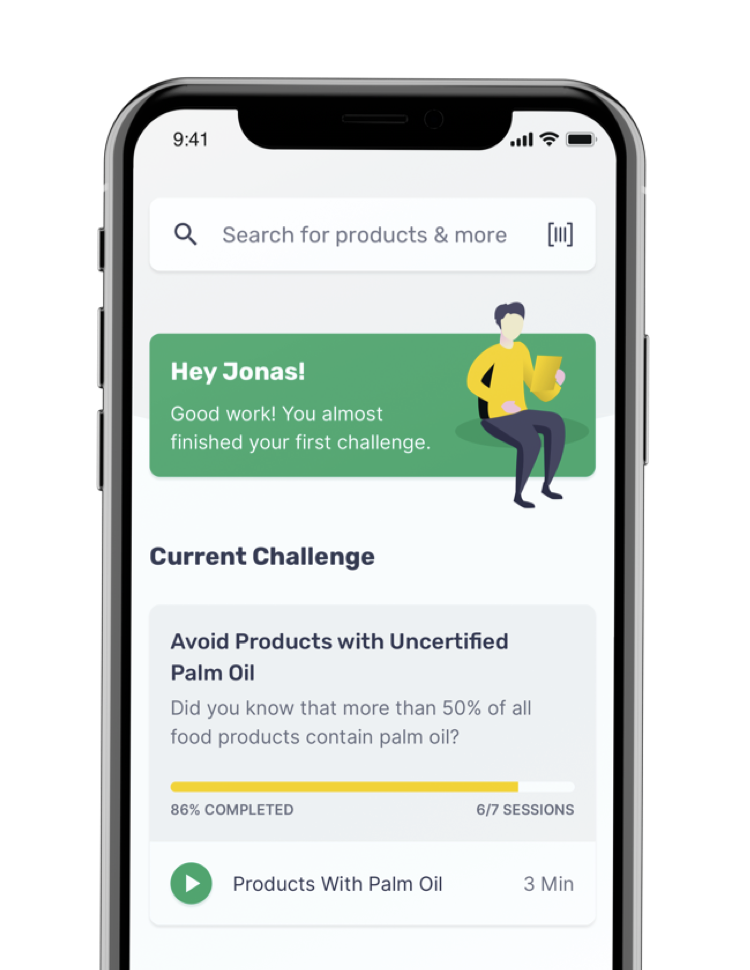 9:41
Search for products & more
Hey Jonas!
Good work! You almost
finished your first challenge.
Current Challenge
Avoid Products with Uncertified
Palm Oil
Did you know that more than 50% of all
food products contain palm oil?
86% COMPLETED 6/7 SESSIONS
Products With Palm Oil 3 Min